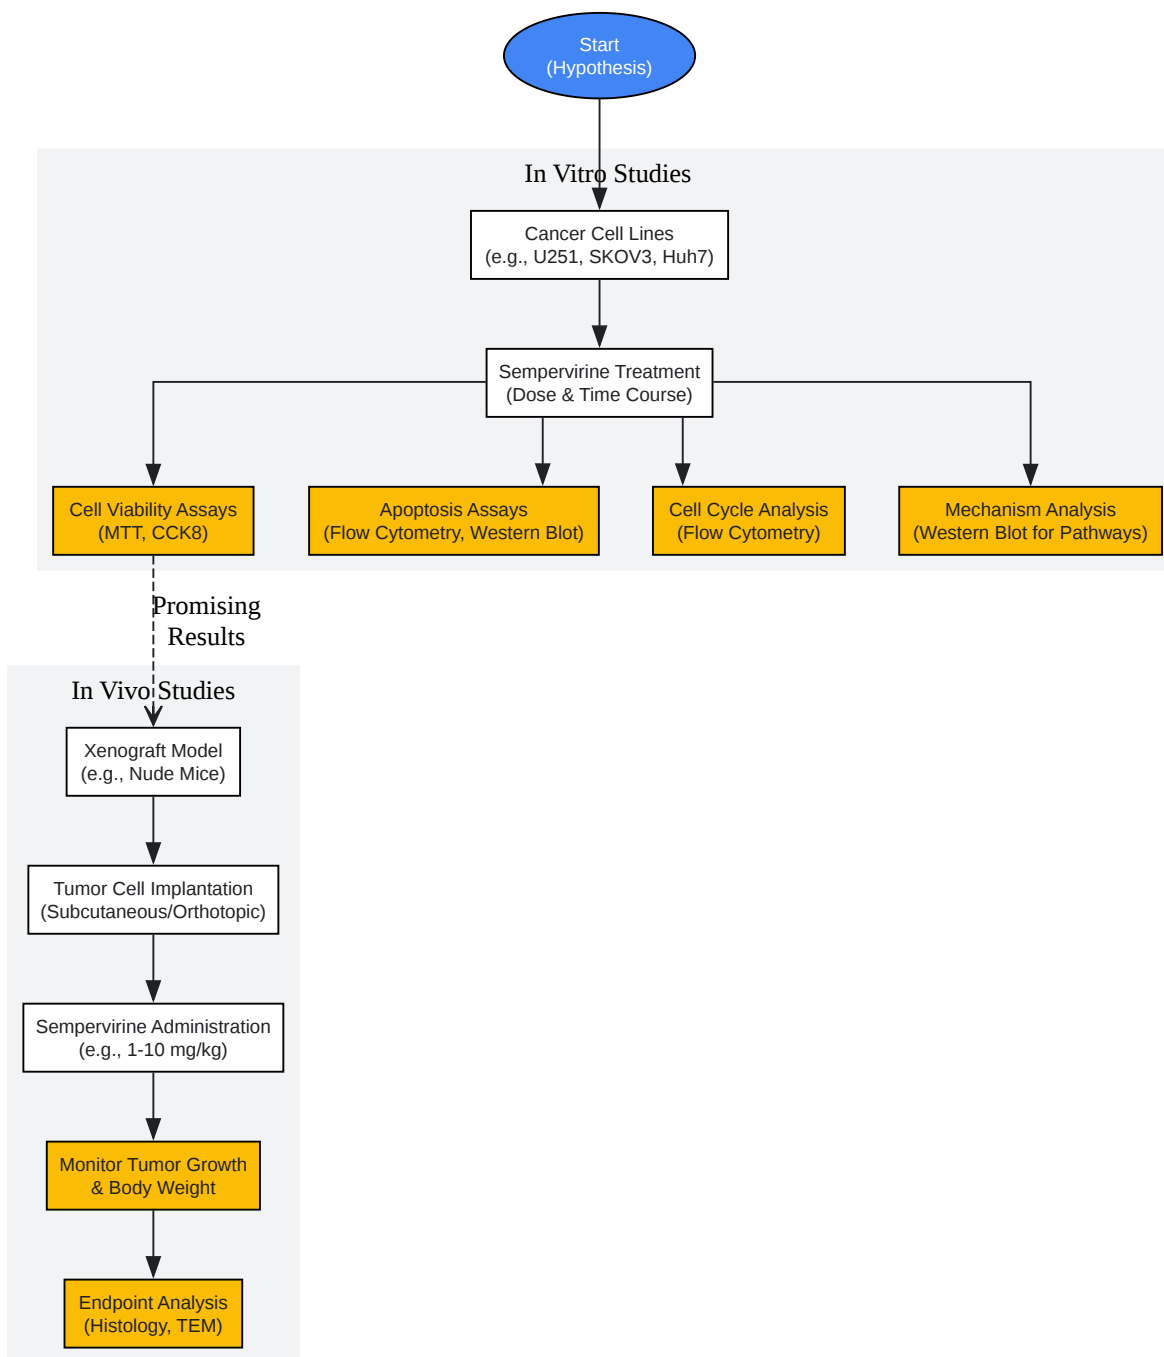 Start
(Hypothesis)
In Vitro Studies
Cancer Cell Lines
(e.g., U251, SKOV3, Huh7)
Sempervirine Treatment
(Dose & Time Course)
Cell Viability Assays
(MTT, CCK8)
Apoptosis Assays
(Flow Cytometry, Western Blot)
Cell Cycle Analysis
(Flow Cytometry)
Mechanism Analysis
(Western Blot for Pathways)
Promising
Results
In Vivo Studies
Xenograft Model
(e.g., Nude Mice)
Tumor Cell Implantation
(Subcutaneous/Orthotopic)
Sempervirine Administration
(e.g., 1-10 mg/kg)
Monitor Tumor Growth
& Body Weight
Endpoint Analysis
(Histology, TEM)